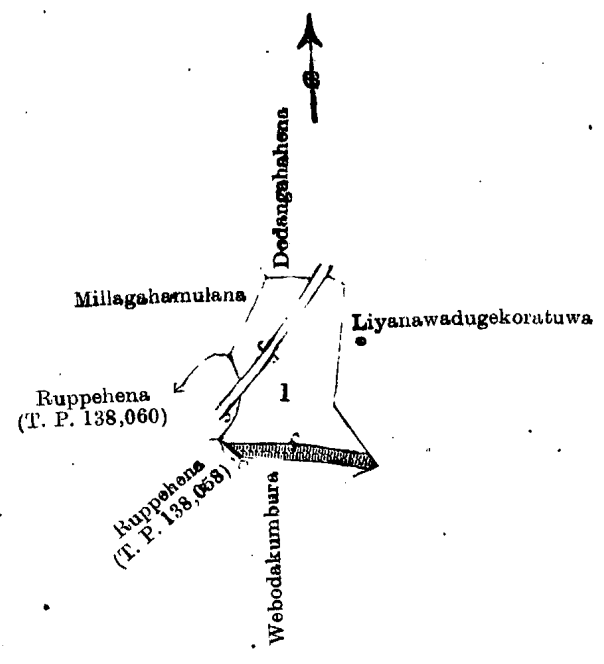 Dodangahahena
Millagahamulana
Liyanawadugekoratuwa
Ruppehena
(T. P. 138,060)
1
Ruppehena
(T. P. 138,058)
Webodakumbura